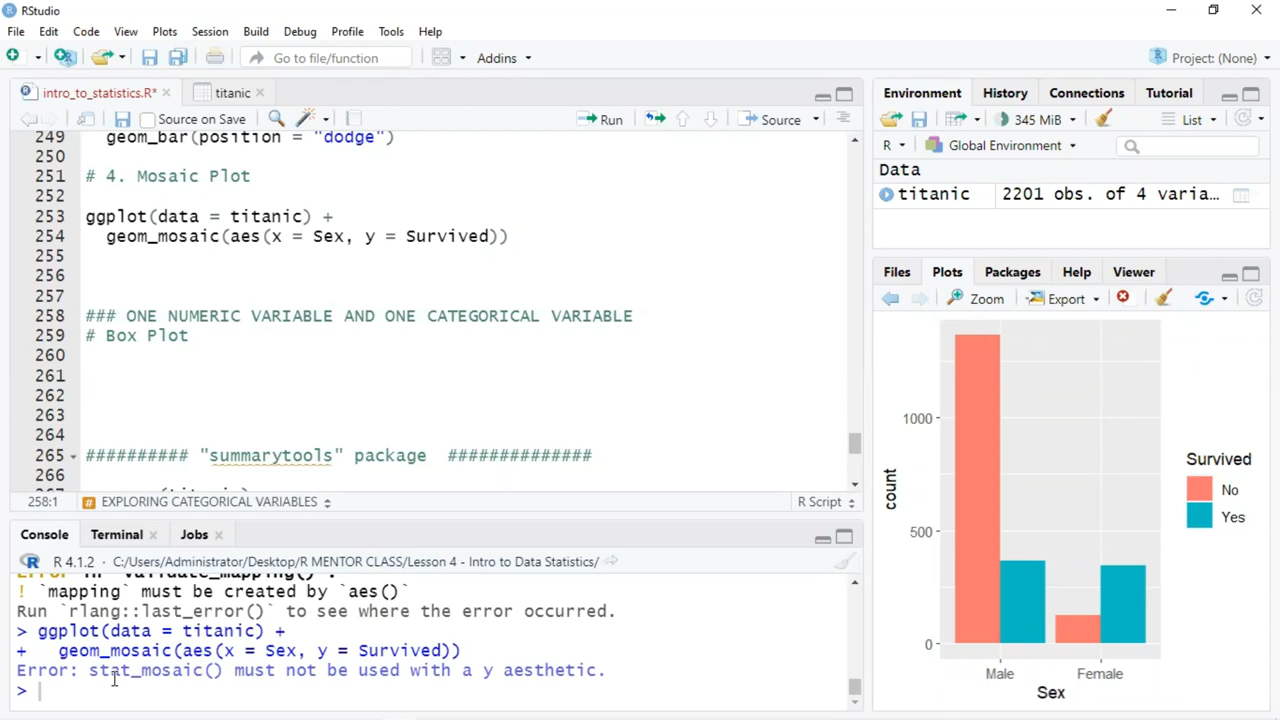 RStudio
File Edit Code View Plots Session Build Debug Profile Tools Help
Go to file/function Addins Project: (None)
intro_to_statistics.R* titanic
Source on Save Run Source
249 geom_bar(position = "dodge")
250
251 # 4. Mosaic Plot
252
253 ggplot(data = titanic) +
254 geom_mosaic(aes(x = Sex, y = Survived))
255
256
257
258 ### ONE NUMERIC VARIABLE AND ONE CATEGORICAL VARIABLE
259 # Box Plot
260
261
262
263
264
265 ########## "summarytools" package ##############
266
258:1 EXPLORING CATEGORICAL VARIABLES R Script
Console Terminal Jobs
R 4.1.2 · C:/Users/Administrator/Desktop/R MENTOR CLASS/Lesson 4 - Intro to Data Statistics/
Error in `validate_mapping()`:
! `mapping` must be created by `aes()`
Run `rlang::last_error()` to see where the error occurred.
> ggplot(data = titanic) +
+ geom_mosaic(aes(x = Sex, y = Survived))
Error: stat_mosaic() must not be used with a y aesthetic.
>
Environment History Connections Tutorial
345 MiB List
R Global Environment
Data
titanic 2201 obs. of 4 varia…
Files Plots Packages Help Viewer
Zoom Export
1000
500
0
count
Male Female
Sex
Survived
No
Yes